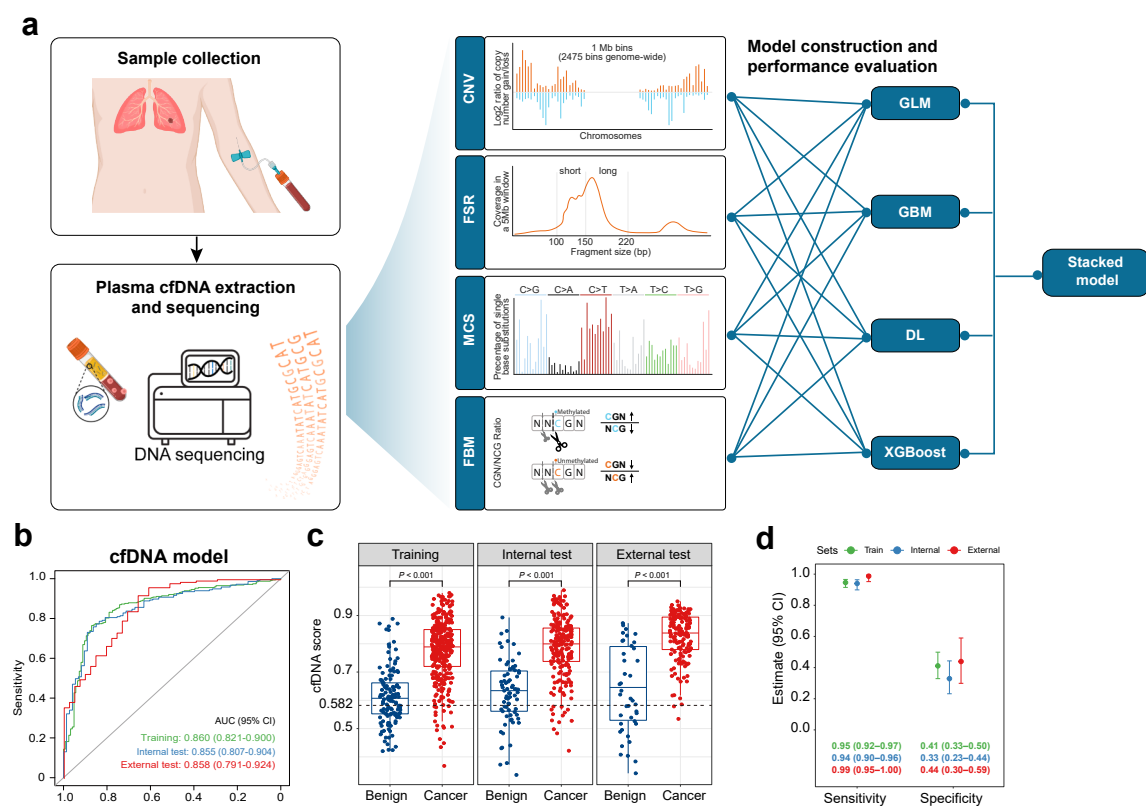 a
Sample collection
Plasma cfDNA extraction
and sequencing
DNA sequencing
CNV
Log2 ratio of copy
number gain/loss
1 Mb bins
(2475 bins genome-wide)
Chromosomes
FSR
Coverage in
a 5Mb window
short long
100 150 220
Fragment size (bp)
MCS
Precentage of single
base substitutions
C>G C>A C>T T>A T>C T>G
FBM
CGN/NCG Ratio
Methylated
N N C G N
CGN
NCG
Unmethylated
N N C G N
CGN
NCG
Model construction and
performance evaluation
GLM
GBM
DL
XGBoost
Stacked
model
b
cfDNA model
Sensitivity
1.0
0.8
0.6
0.4
0.2
0
1.0 0.8 0.6 0.4 0.2 0
AUC (95% CI)
Training: 0.860 (0.821-0.900)
Internal test: 0.855 (0.807-0.904)
External test: 0.858 (0.791-0.924)
c
Training Internal test External test
P < 0.001 P < 0.001 P < 0.001
cfDNA score
0.9
0.7
0.582
0.5
Benign Cancer Benign Cancer Benign Cancer
d
Sets Train Internal External
Estimate (95% CI)
1.0
0.8
0.6
0.4
0.2
0.0
0.95 (0.92–0.97) 0.41 (0.33–0.50)
0.94 (0.90–0.96) 0.33 (0.23–0.44)
0.99 (0.95–1.00) 0.44 (0.30–0.59)
Sensitivity Specificity